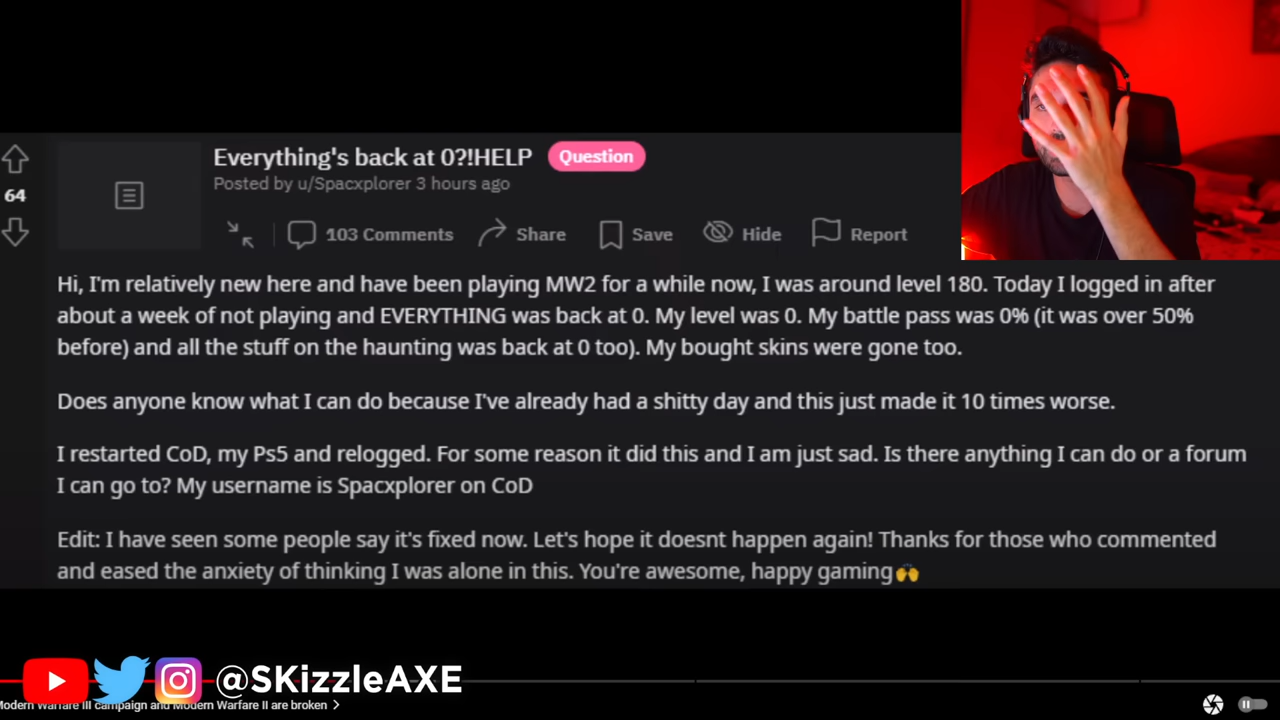 Everything's back at 0?!HELP Question
Posted by u/Spacxplorer 3 hours ago
64
103 Comments Share Save Hide Report
Hi, I'm relatively new here and have been playing MW2 for a while now, I was around level 180. Today I logged in after
about a week of not playing and EVERYTHING was back at 0. My level was 0. My battle pass was 0% (it was over 50%
before) and all the stuff on the haunting was back at 0 too). My bought skins were gone too.
Does anyone know what I can do because I've already had a shitty day and this just made it 10 times worse.
I restarted CoD, my Ps5 and relogged. For some reason it did this and I am just sad. Is there anything I can do or a forum
I can go to? My username is Spacxplorer on CoD
Edit: I have seen some people say it's fixed now. Let's hope it doesnt happen again! Thanks for those who commented
and eased the anxiety of thinking I was alone in this. You're awesome, happy gaming🙌
@SKizzleAXE
Modern Warfare III campaign and Modern Warfare II are broken >